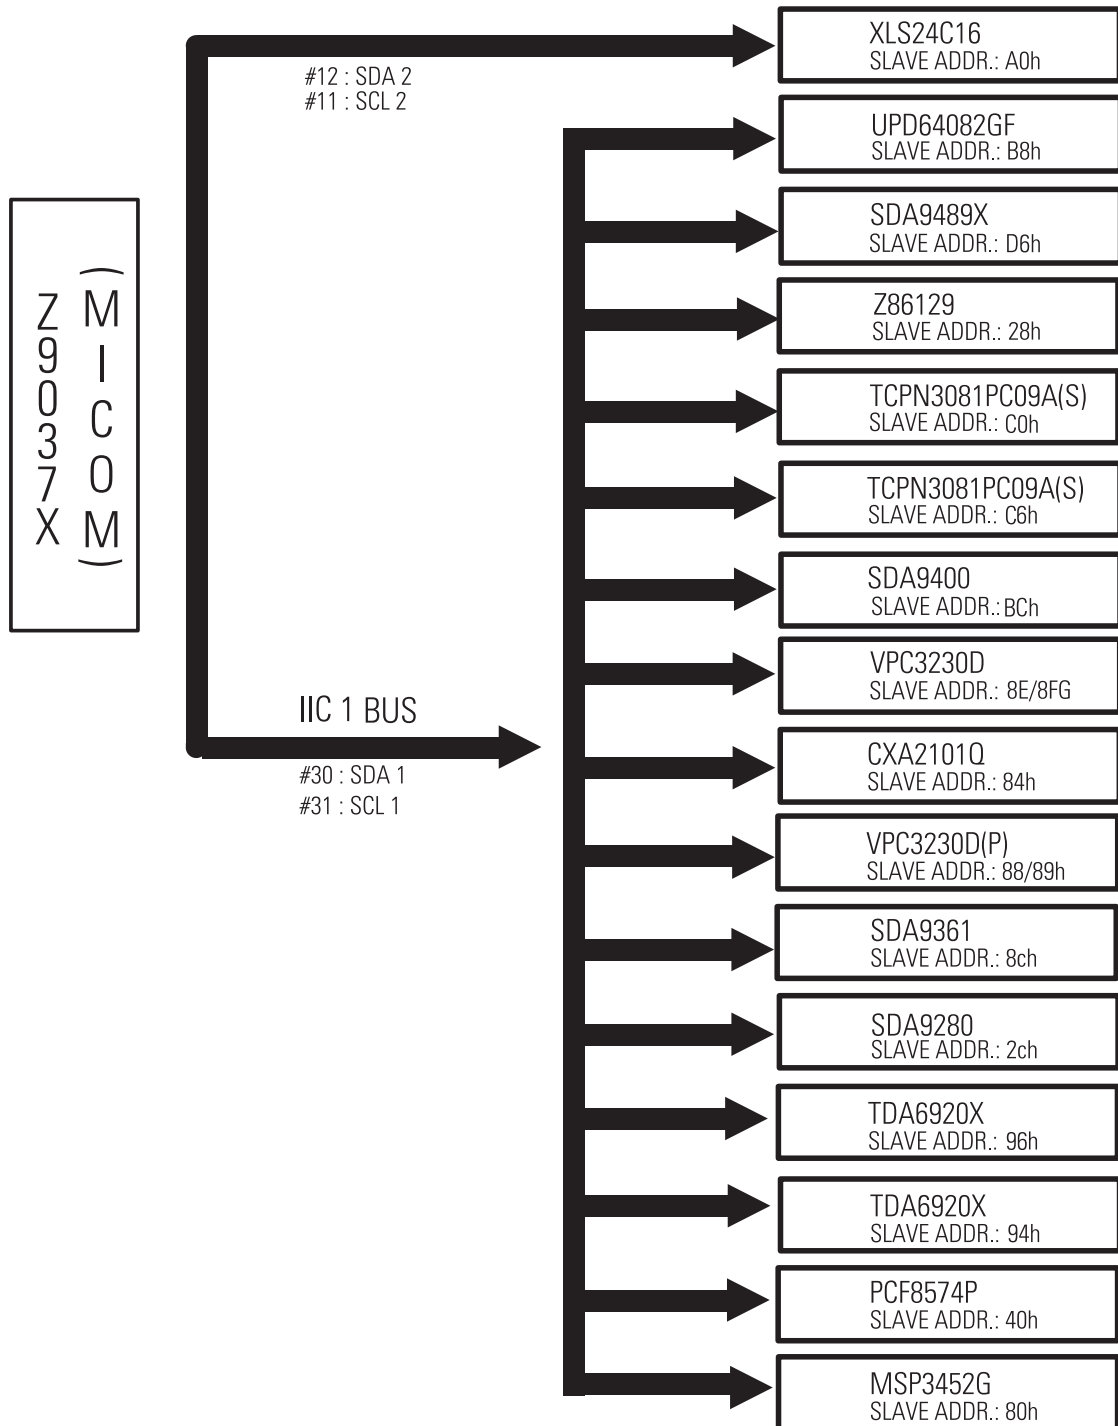 XLS24C16
SLAVE ADDR.: A0h
#12 : SDA 2
#11 : SCL 2
UPD64082GF
SLAVE ADDR.: B8h
SDA9489X
SLAVE ADDR.: D6h
Z9037X
(MICOM)
Z86129
SLAVE ADDR.: 28h
TCPN3081PC09A(S)
SLAVE ADDR.: C0h
TCPN3081PC09A(S)
SLAVE ADDR.: C6h
SDA9400
SLAVE ADDR.: BCh
VPC3230D
SLAVE ADDR.: 8E/8FG
IIC 1 BUS
#30 : SDA 1
#31 : SCL 1
CXA2101Q
SLAVE ADDR.: 84h
VPC3230D(P)
SLAVE ADDR.: 88/89h
SDA9361
SLAVE ADDR.: 8ch
SDA9280
SLAVE ADDR.: 2ch
TDA6920X
SLAVE ADDR.: 96h
TDA6920X
SLAVE ADDR.: 94h
PCF8574P
SLAVE ADDR.: 40h
MSP3452G
SLAVE ADDR.: 80h